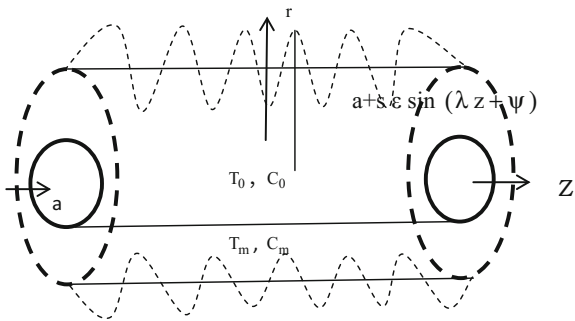 r
a+s ε sin (λ z + ψ)
T₀ , C₀
a
Z
Tₘ , Cₘ